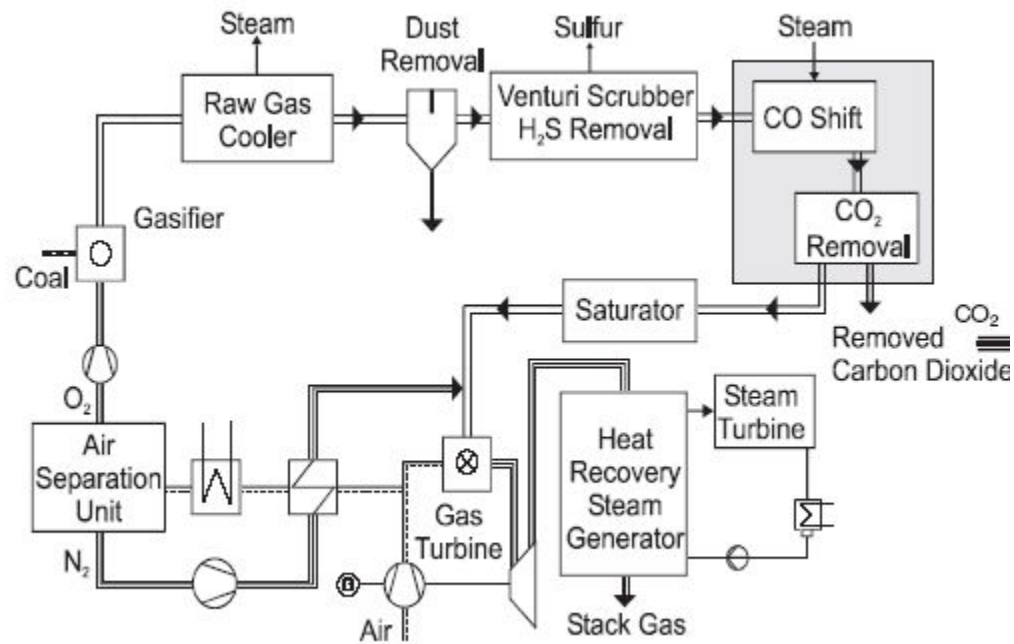 Steam
Dust
Removal
Sulfur
Steam
Raw Gas
Cooler
Venturi Scrubber
H₂S Removal
CO Shift
Gasifier
Coal
CO₂
Removal
Saturator
Removed
CO₂
Carbon Dioxide
O₂
Air
Separation
Unit
N₂
Gas
Turbine
Heat
Recovery
Steam
Generator
Steam
Turbine
G
Air
Stack Gas